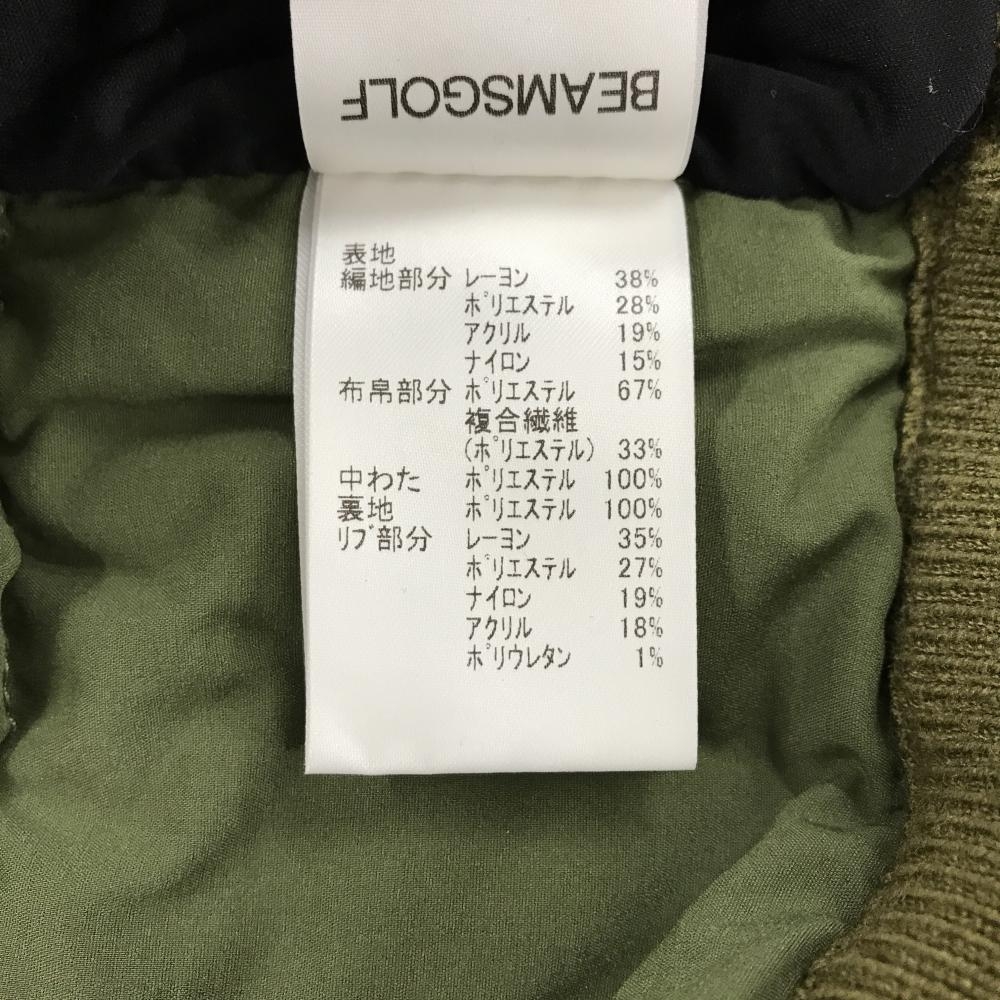 BEAMSGOLF
表地
編地部分 レーヨン 38%
ポリエステル 28%
アクリル 19%
ナイロン 15%
布帛部分 ポリエステル 67%
複合繊維
(ポリエステル) 33%
中わた ポリエステル 100%
裏地 ポリエステル 100%
リブ部分 レーヨン 35%
ポリエステル 27%
ナイロン 19%
アクリル 18%
ポリウレタン 1%